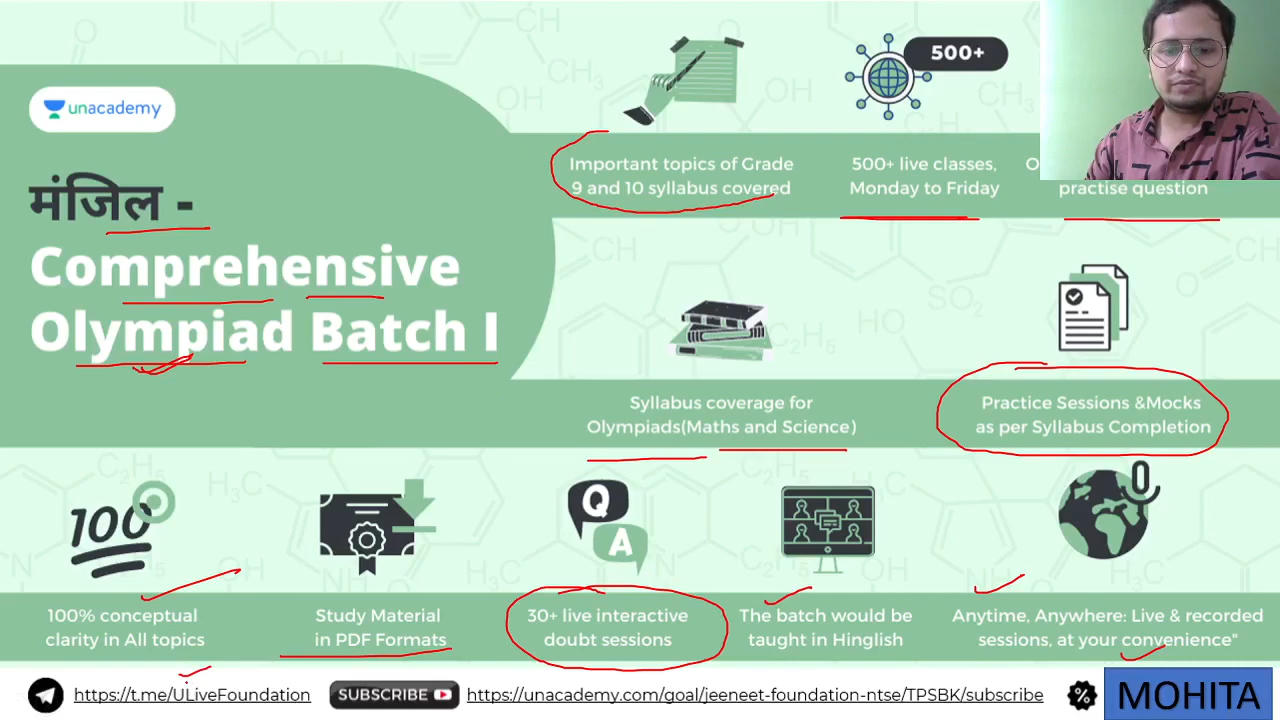 unacademy
मंजिल -
Comprehensive
Olympiad Batch I
500+
Important topics of Grade
9 and 10 syllabus covered
500+ live classes,
Monday to Friday
practise question
Syllabus coverage for
Olympiads(Maths and Science)
Practice Sessions &Mocks
as per Syllabus Completion
100
100% conceptual
clarity in All topics
Study Material
in PDF Formats
Q
A
30+ live interactive
doubt sessions
The batch would be
taught in Hinglish
Anytime, Anywhere: Live & recorded
sessions, at your convenience"
https://t.me/ULiveFoundation
SUBSCRIBE
https://unacademy.com/goal/jeeneet-foundation-ntse/TPSBK/subscribe
MOHITA